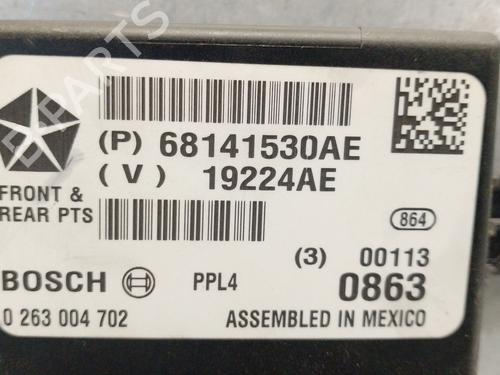 (P) 68141530AE
(V) 19224AE
FRONT &
REAR PTS
864
(3) 00113
BOSCH PPL4 0863
0 263 004 702 ASSEMBLED IN MEXICO